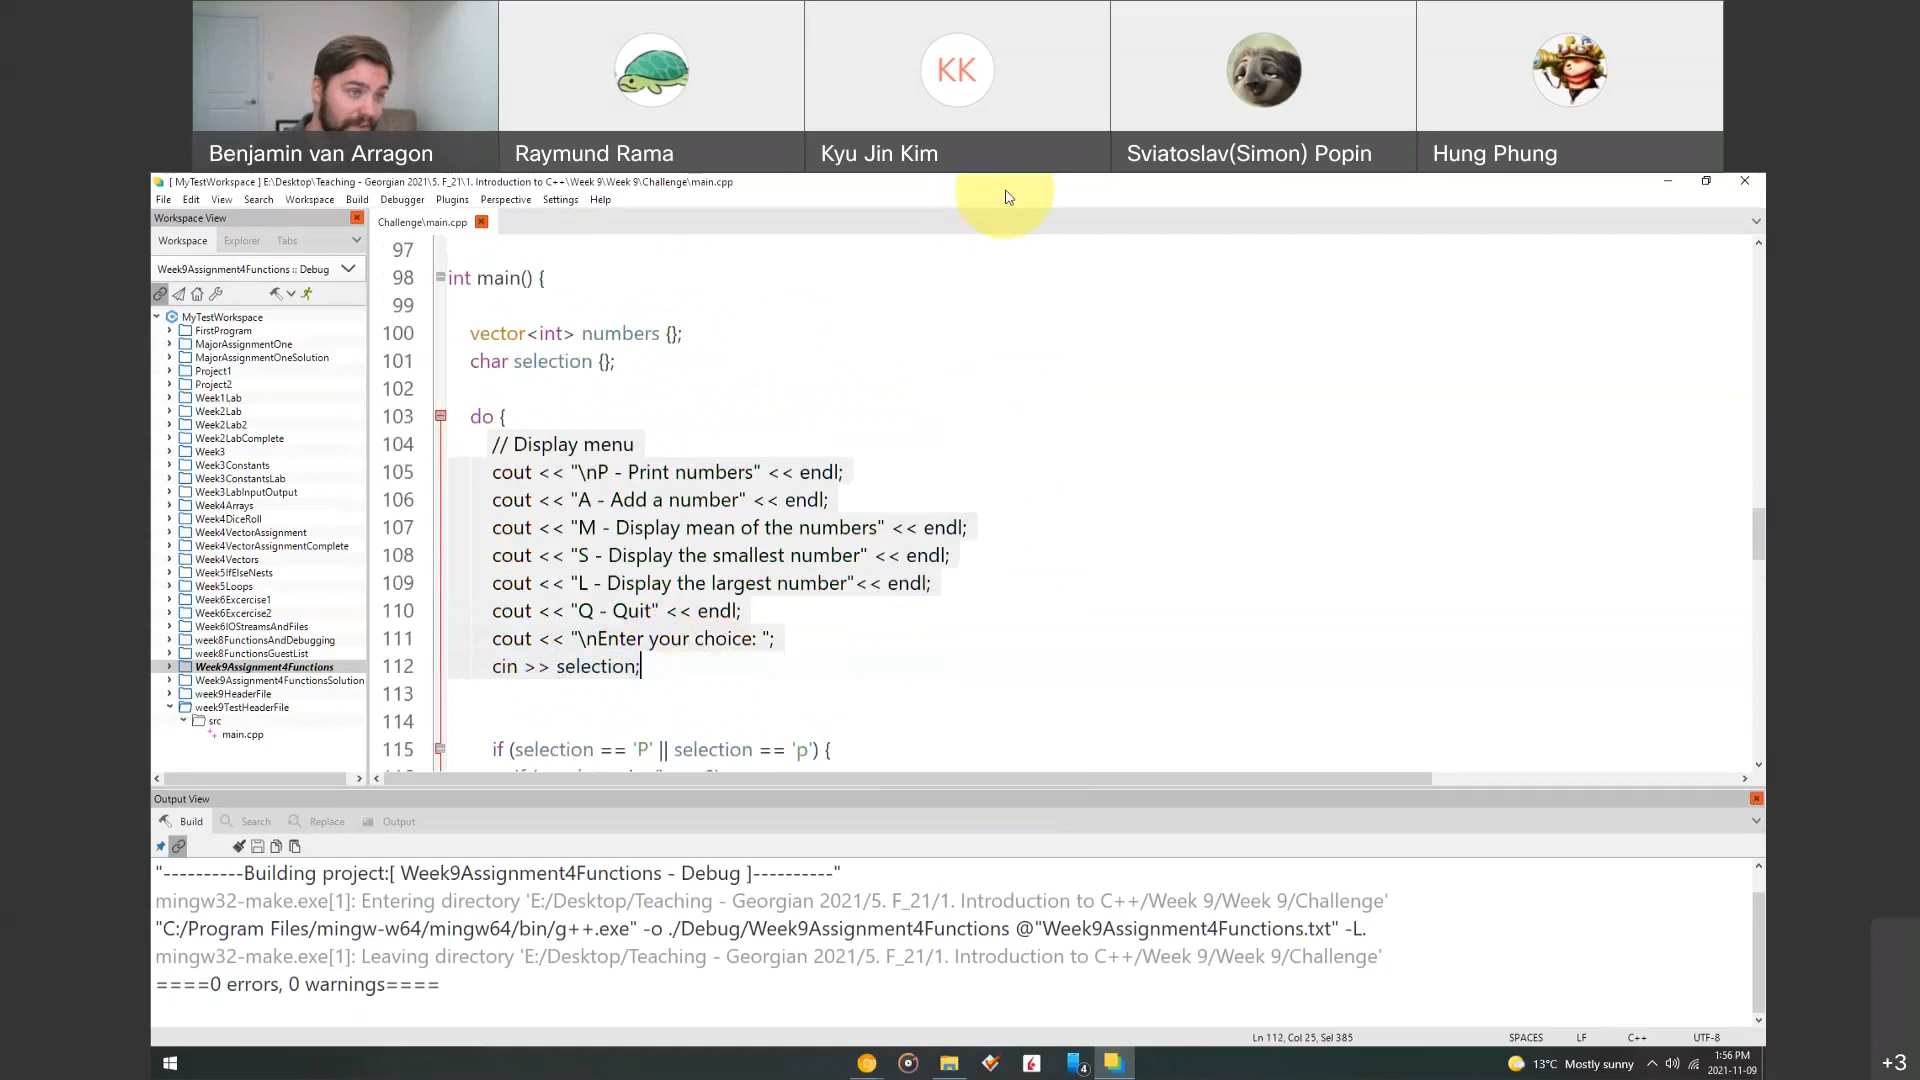 KK
Benjamin van Arragon
Raymund Rama
Kyu Jin Kim
Sviatoslav(Simon) Popin
Hung Phung
[ MyTestWorkspace ] E:\Desktop\Teaching - Georgian 2021\5. F_21\1. Introduction to C++\Week 9\Week 9\Challenge\main.cpp
File Edit View Search Workspace Build Debugger Plugins Perspective Settings Help
Workspace View
Challenge\main.cpp
Workspace Explorer Tabs
Week9Assignment4Functions :: Debug
MyTestWorkspace
FirstProgram
MajorAssignmentOne
MajorAssignmentOneSolution
Project1
Project2
Week1Lab
Week2Lab
Week2Lab2
Week2LabComplete
Week3
Week3Constants
Week3ConstantsLab
Week3LabInputOutput
Week4Arrays
Week4DiceRoll
Week4VectorAssignment
Week4VectorAssignmentComplete
Week4Vectors
Week5IfElseNests
Week5Loops
Week6Excercise1
Week6Excercise2
Week6IOStreamsAndFiles
week8FunctionsAndDebugging
week8FunctionsGuestList
Week9Assignment4Functions
Week9Assignment4FunctionsSolution
week9HeaderFile
week9TestHeaderFile
src
main.cpp
97
98 int main() {
99
100 vector<int> numbers {};
101 char selection {};
102
103 do {
104 // Display menu
105 cout << "\nP - Print numbers" << endl;
106 cout << "A - Add a number" << endl;
107 cout << "M - Display mean of the numbers" << endl;
108 cout << "S - Display the smallest number" << endl;
109 cout << "L - Display the largest number"<< endl;
110 cout << "Q - Quit" << endl;
111 cout << "\nEnter your choice: ";
112 cin >> selection;
113
114
115 if (selection == 'P' || selection == 'p') {
Output View
Build Search Replace Output
"----------Building project:[ Week9Assignment4Functions - Debug ]----------"
mingw32-make.exe[1]: Entering directory 'E:/Desktop/Teaching - Georgian 2021/5. F_21/1. Introduction to C++/Week 9/Week 9/Challenge'
"C:/Program Files/mingw-w64/mingw64/bin/g++.exe" -o ./Debug/Week9Assignment4Functions @"Week9Assignment4Functions.txt" -L.
mingw32-make.exe[1]: Leaving directory 'E:/Desktop/Teaching - Georgian 2021/5. F_21/1. Introduction to C++/Week 9/Week 9/Challenge'
====0 errors, 0 warnings====
Ln 112, Col 25, Sel 385 SPACES LF C++ UTF-8
4
13°C Mostly sunny
1:56 PM
2021-11-09
+3